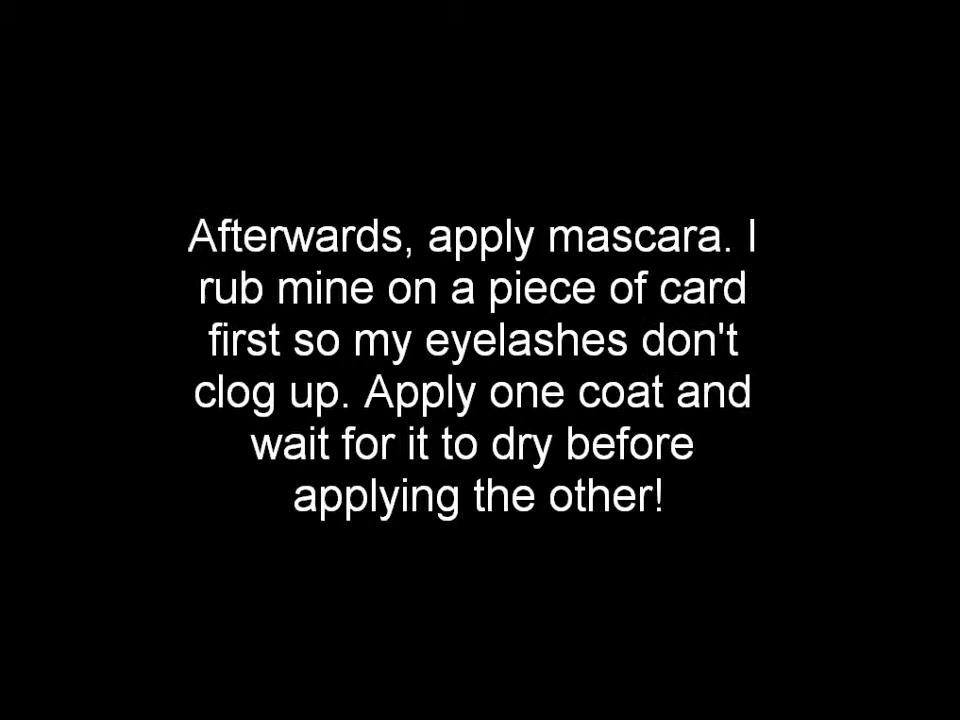 Afterwards, apply mascara. I
rub mine on a piece of card
first so my eyelashes don't
clog up. Apply one coat and
wait for it to dry before
applying the other!